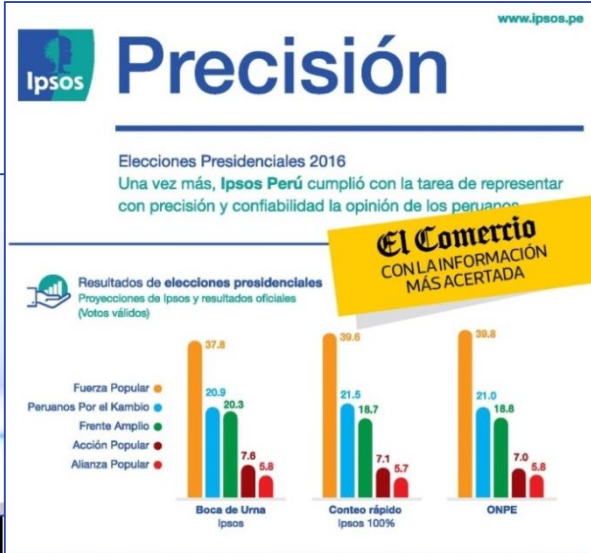 www.ipsos.pe
Ipsos
Precisión
Elecciones Presidenciales 2016
Una vez más, Ipsos Perú cumplió con la tarea de representar
con precisión y confiabilidad la opinión de los peruanos
El Comercio
CON LA INFORMACIÓN
MÁS ACERTADA
Resultados de elecciones presidenciales
Proyecciones de Ipsos y resultados oficiales
(Votos válidos)
Fuerza Popular
Peruanos Por el Kambio
Frente Amplio
Acción Popular
Alianza Popular
37.8
20.9
20.3
7.6
5.8
Boca de Urna
Ipsos
39.6
21.5
18.7
7.1
5.7
Conteo rápido
Ipsos 100%
39.8
21.0
18.8
7.0
5.8
ONPE